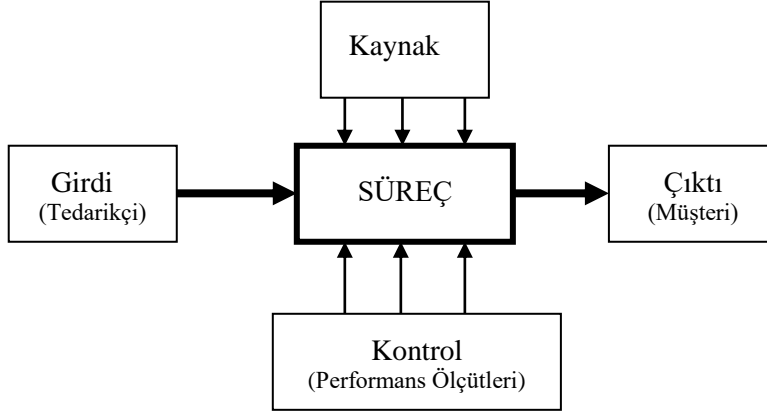 Kaynak
Girdi
(Tedarikçi)
SÜREÇ
Çıktı
(Müşteri)
Kontrol
(Performans Ölçütleri)